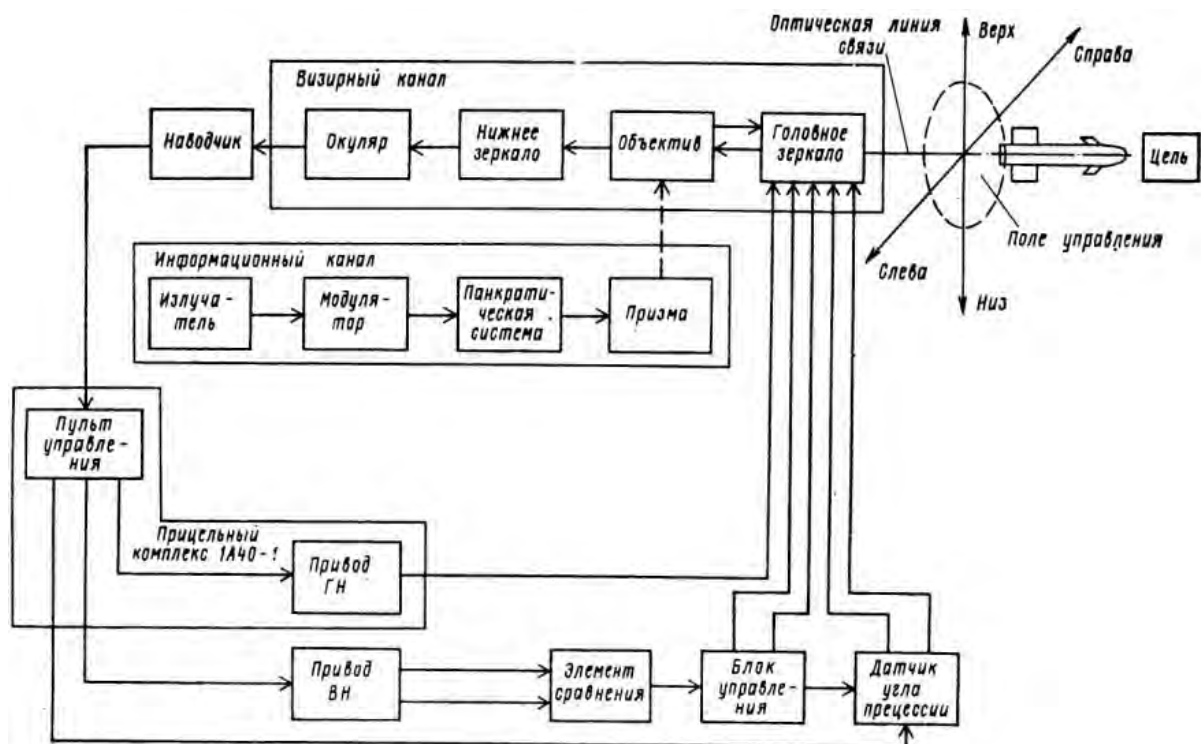 Оптическая линия
связи
Верх
Справа
Визирный канал
Наводчик
Окуляр
Нижнее
зеркало
Объектив
Головное
зеркало
Цель
Поле управления
Слева
Низ
Информационный канал
Излуча-
тель
Модуля-
тор
Панкрати-
ическая
система
Призма
Пульт
управле-
ния
Прицельный
комплекс 1А40-1
Привод
ГН
Привод
ВН
Элемент
сравнения
Блок
управле-
ния
Датчик
угла
прецессии